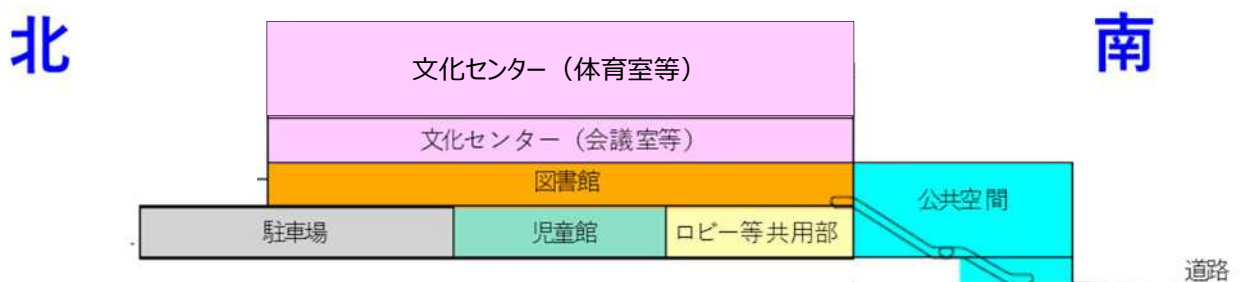 北
南
文化センター（体育室等）
文化センター（会議室等）
図書館
公共空間
駐車場
児童館
ロビー等共用部
道路